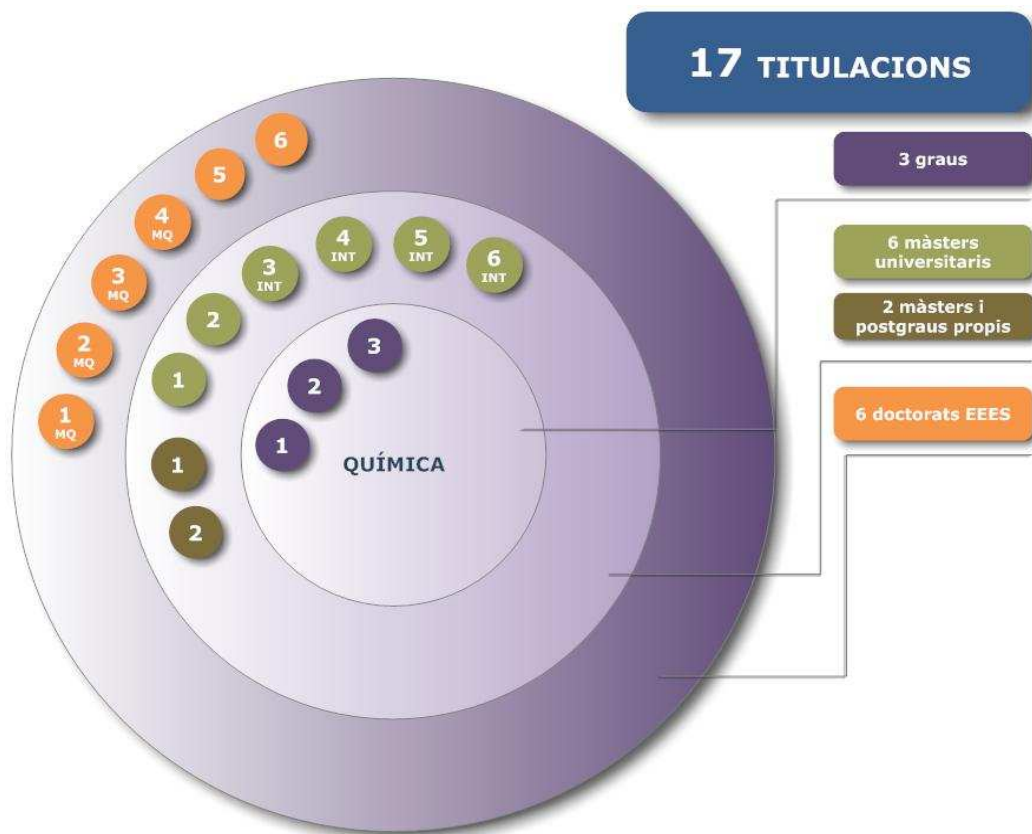 17 TITULACIONS
3 graus
6 màsters
universitaris
2 màsters i
postgraus propis
6 doctorats EEES
6
5
4
MQ
3
MQ
2
MQ
1
MQ
4
INT
5
INT
6
INT
3
INT
2
1
1
2
3
2
1
QUÍMICA